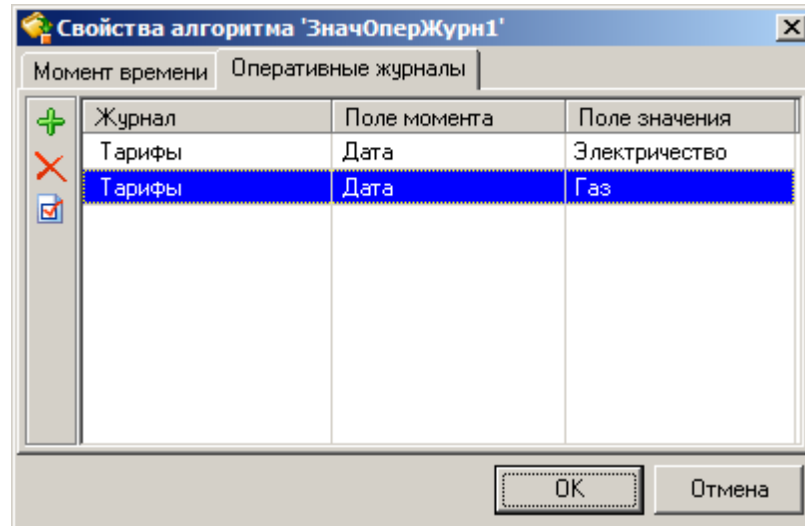 Свойства алгоритма 'ЗначОперЖурн1'
Момент времени Оперативные журналы
Журнал Поле момента Поле значения
Тарифы Дата Электричество
Тарифы Дата Газ
OK Отмена